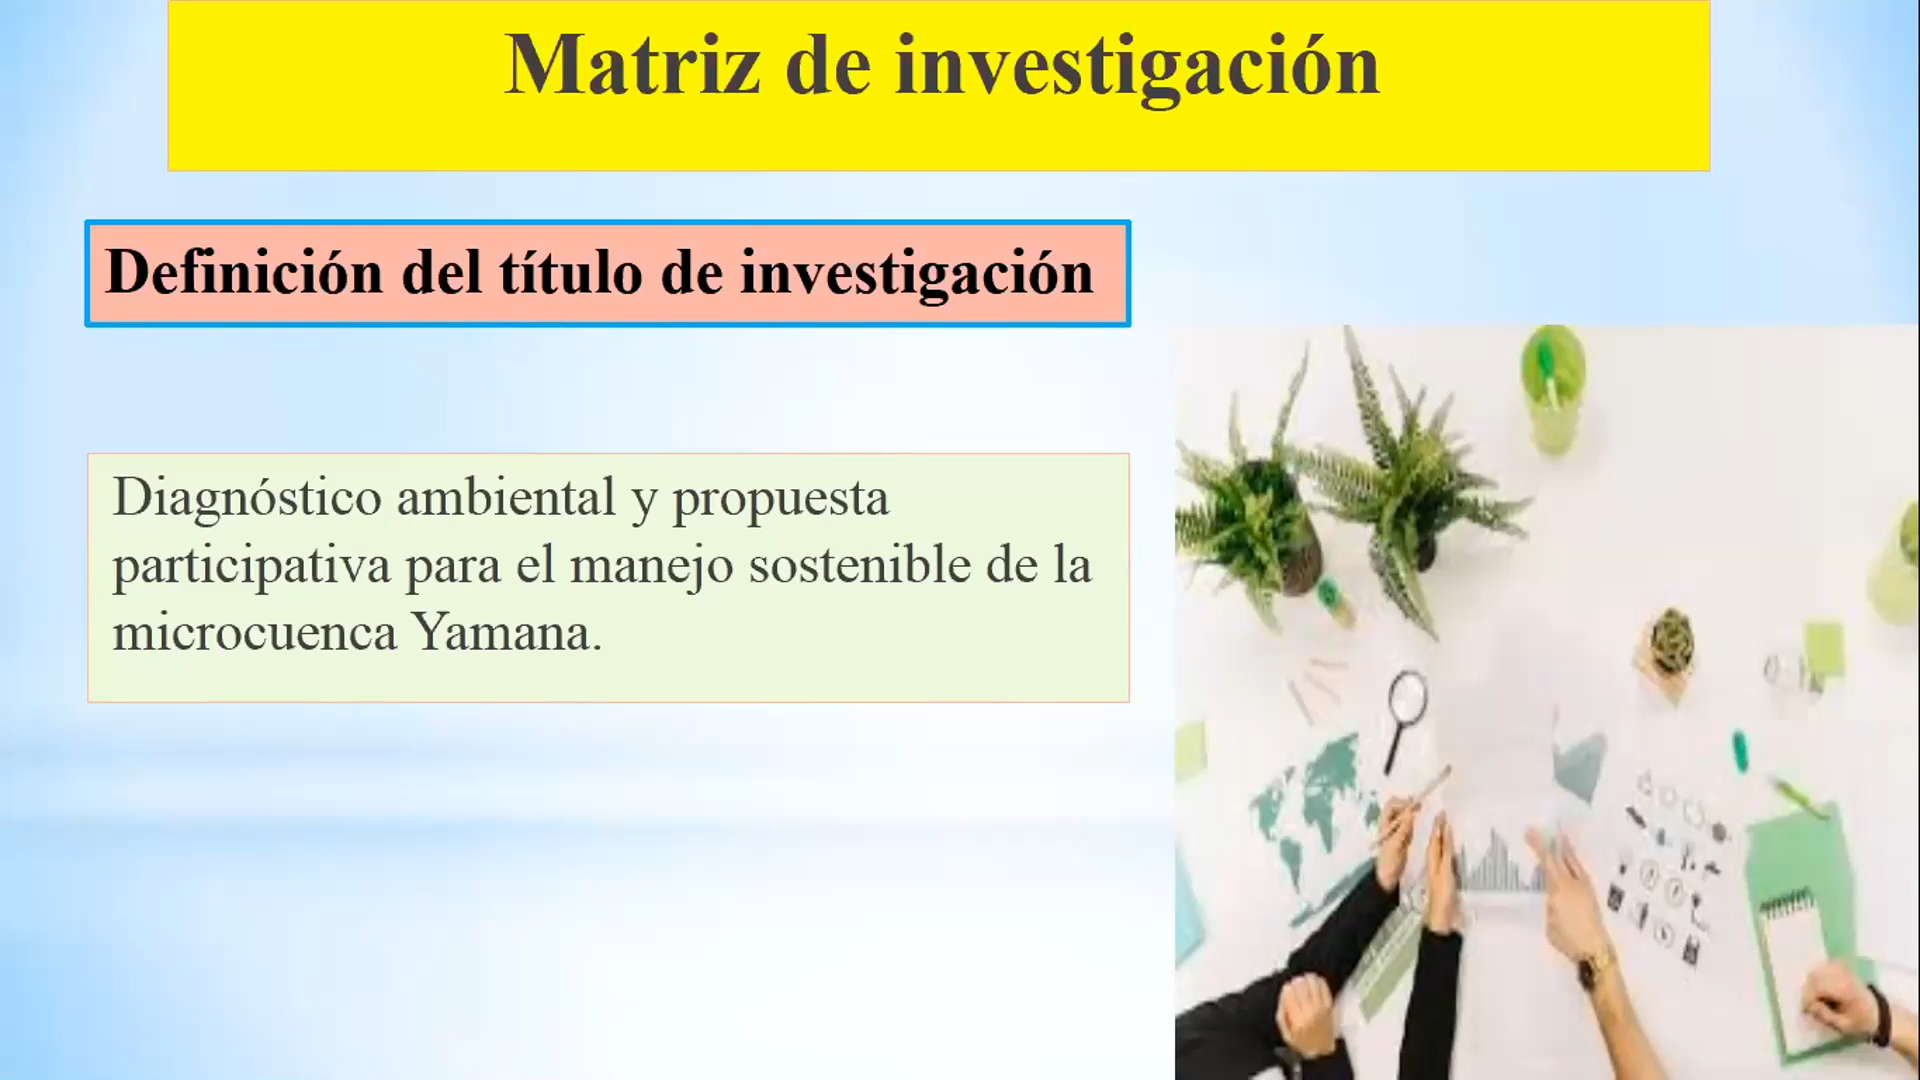 Matriz de investigación
Definición del título de investigación
Diagnóstico ambiental y propuesta
participativa para el manejo sostenible de la
microcuenca Yamana.